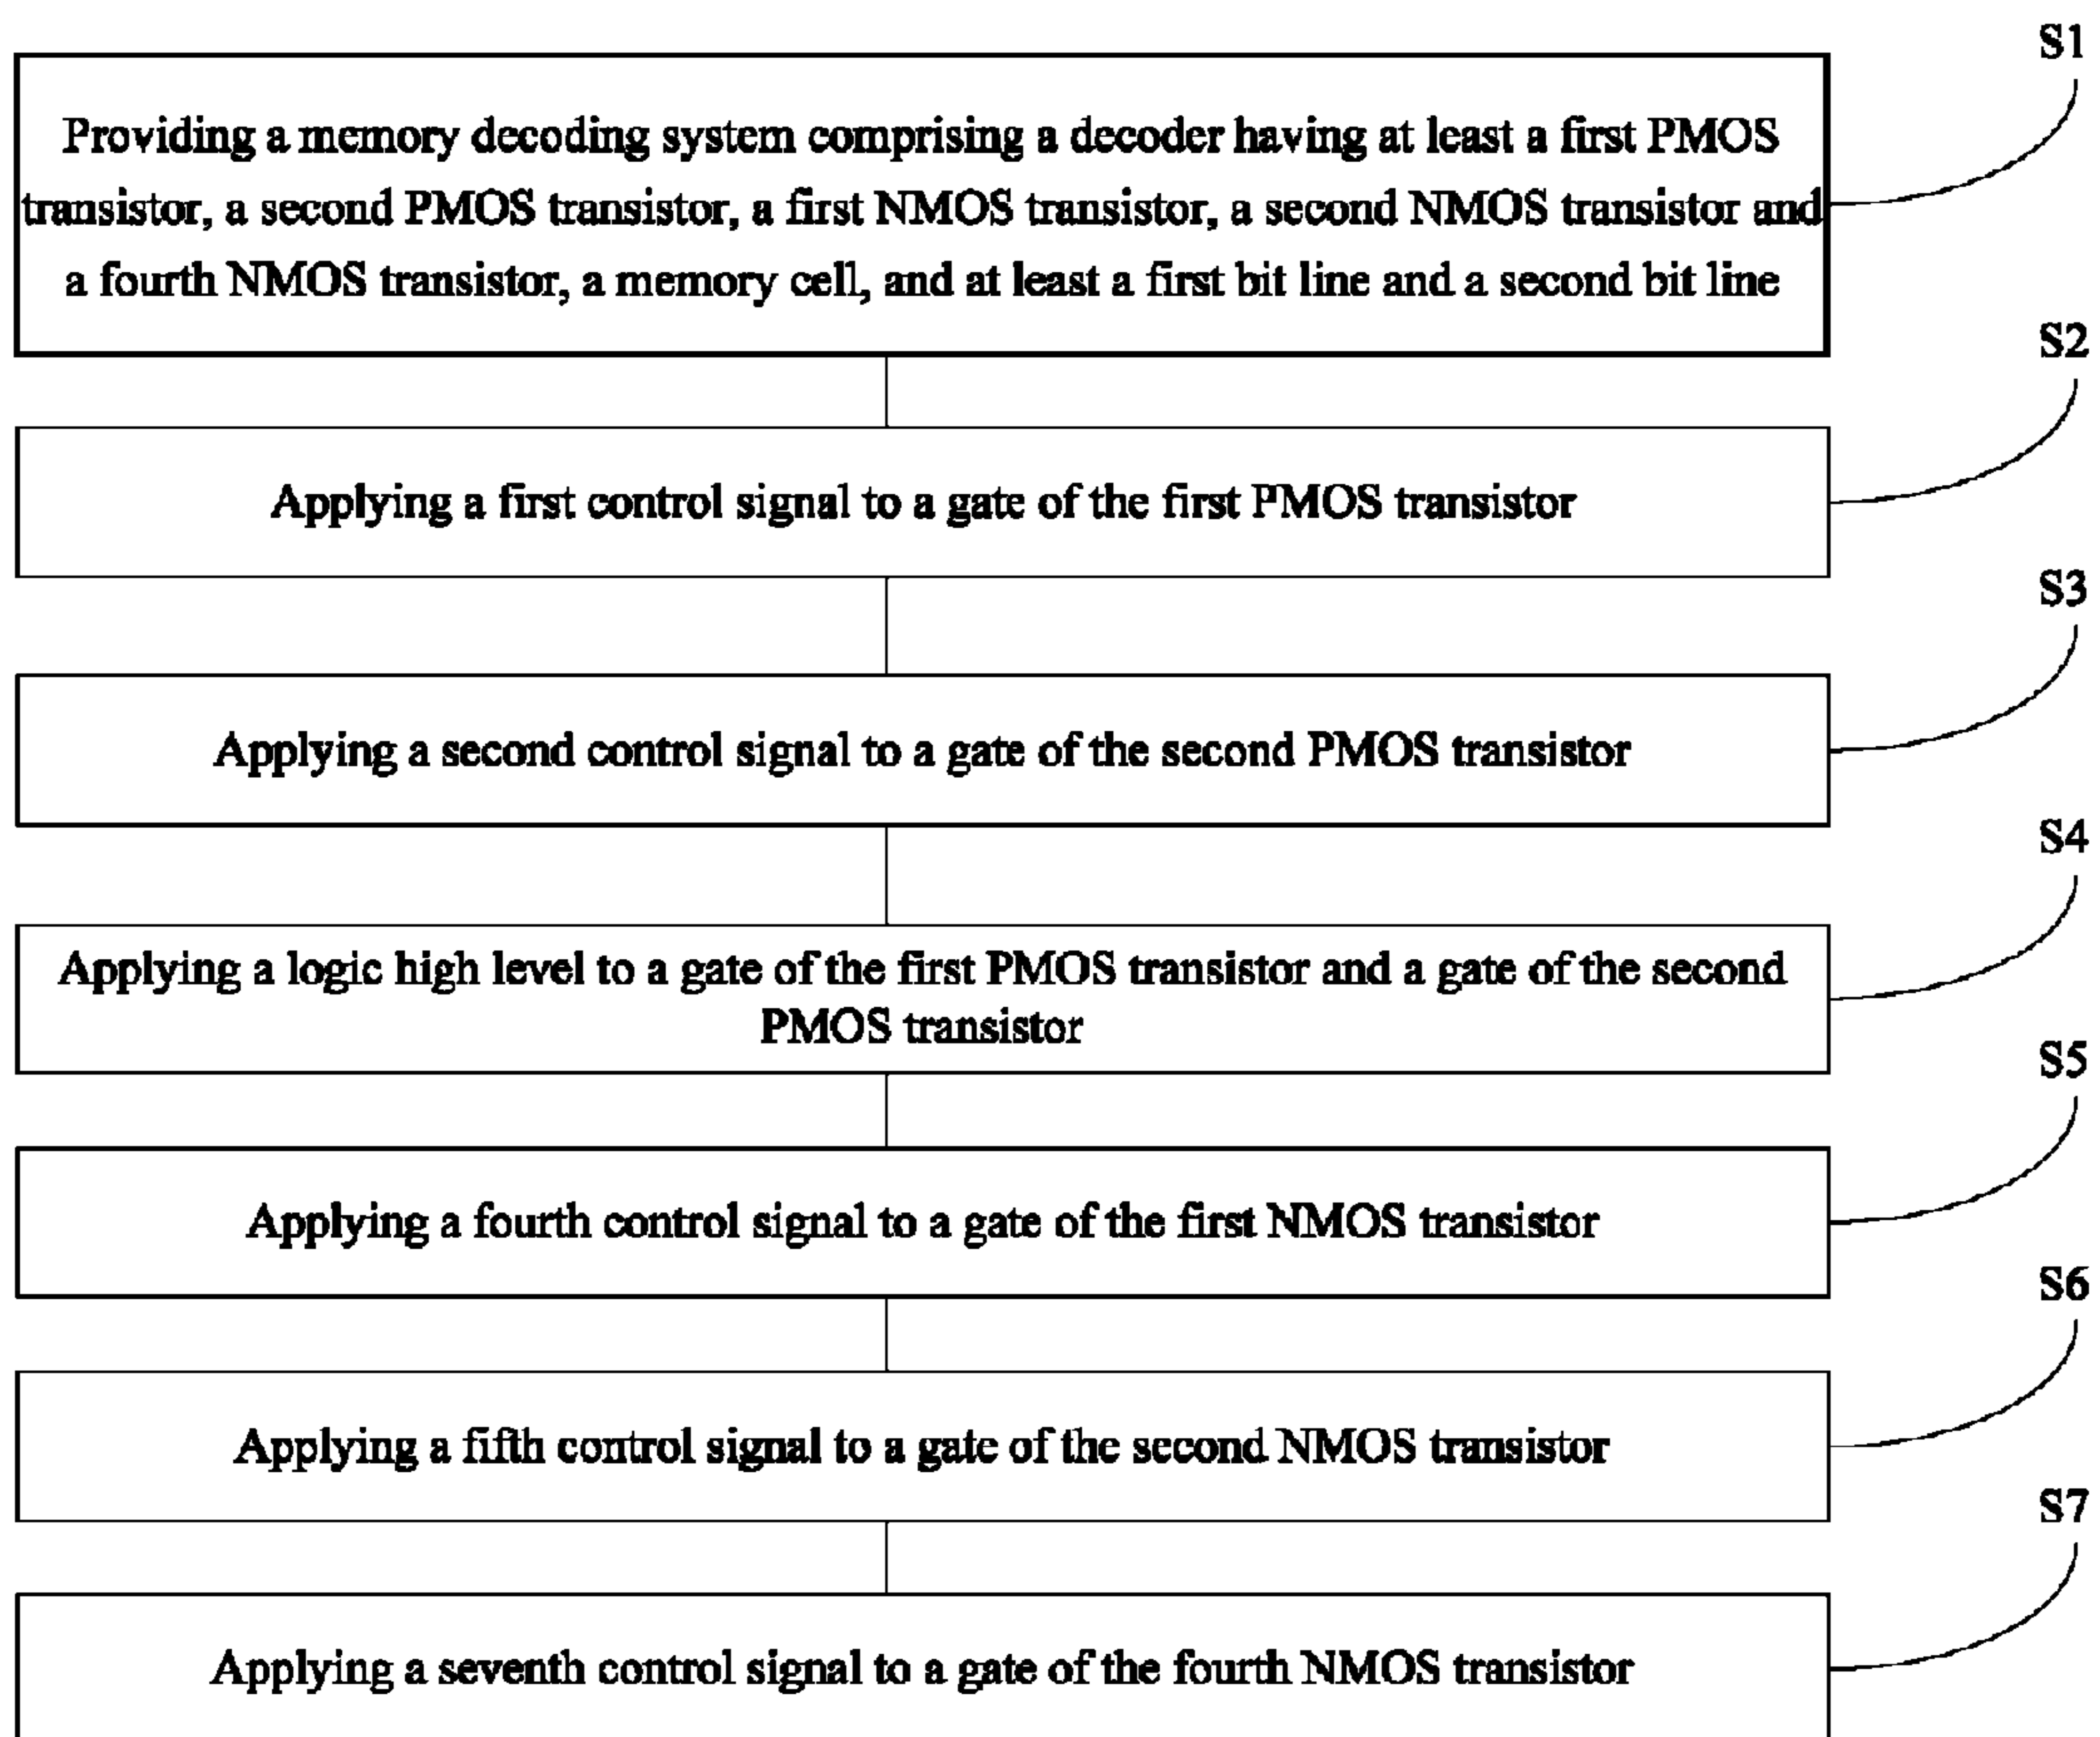 S1
Providing a memory decoding system comprising a decoder having at least a first PMOS
transistor, a second PMOS transistor, a first NMOS transistor, a second NMOS transistor and
a fourth NMOS transistor, a memory cell, and at least a first bit line and a second bit line
S2
Applying a first control signal to a gate of the first PMOS transistor
S3
Applying a second control signal to a gate of the second PMOS transistor
S4
Applying a logic high level to a gate of the first PMOS transistor and a gate of the second
PMOS transistor
S5
Applying a fourth control signal to a gate of the first NMOS transistor
S6
Applying a fifth control signal to a gate of the second NMOS transistor
S7
Applying a seventh control signal to a gate of the fourth NMOS transistor